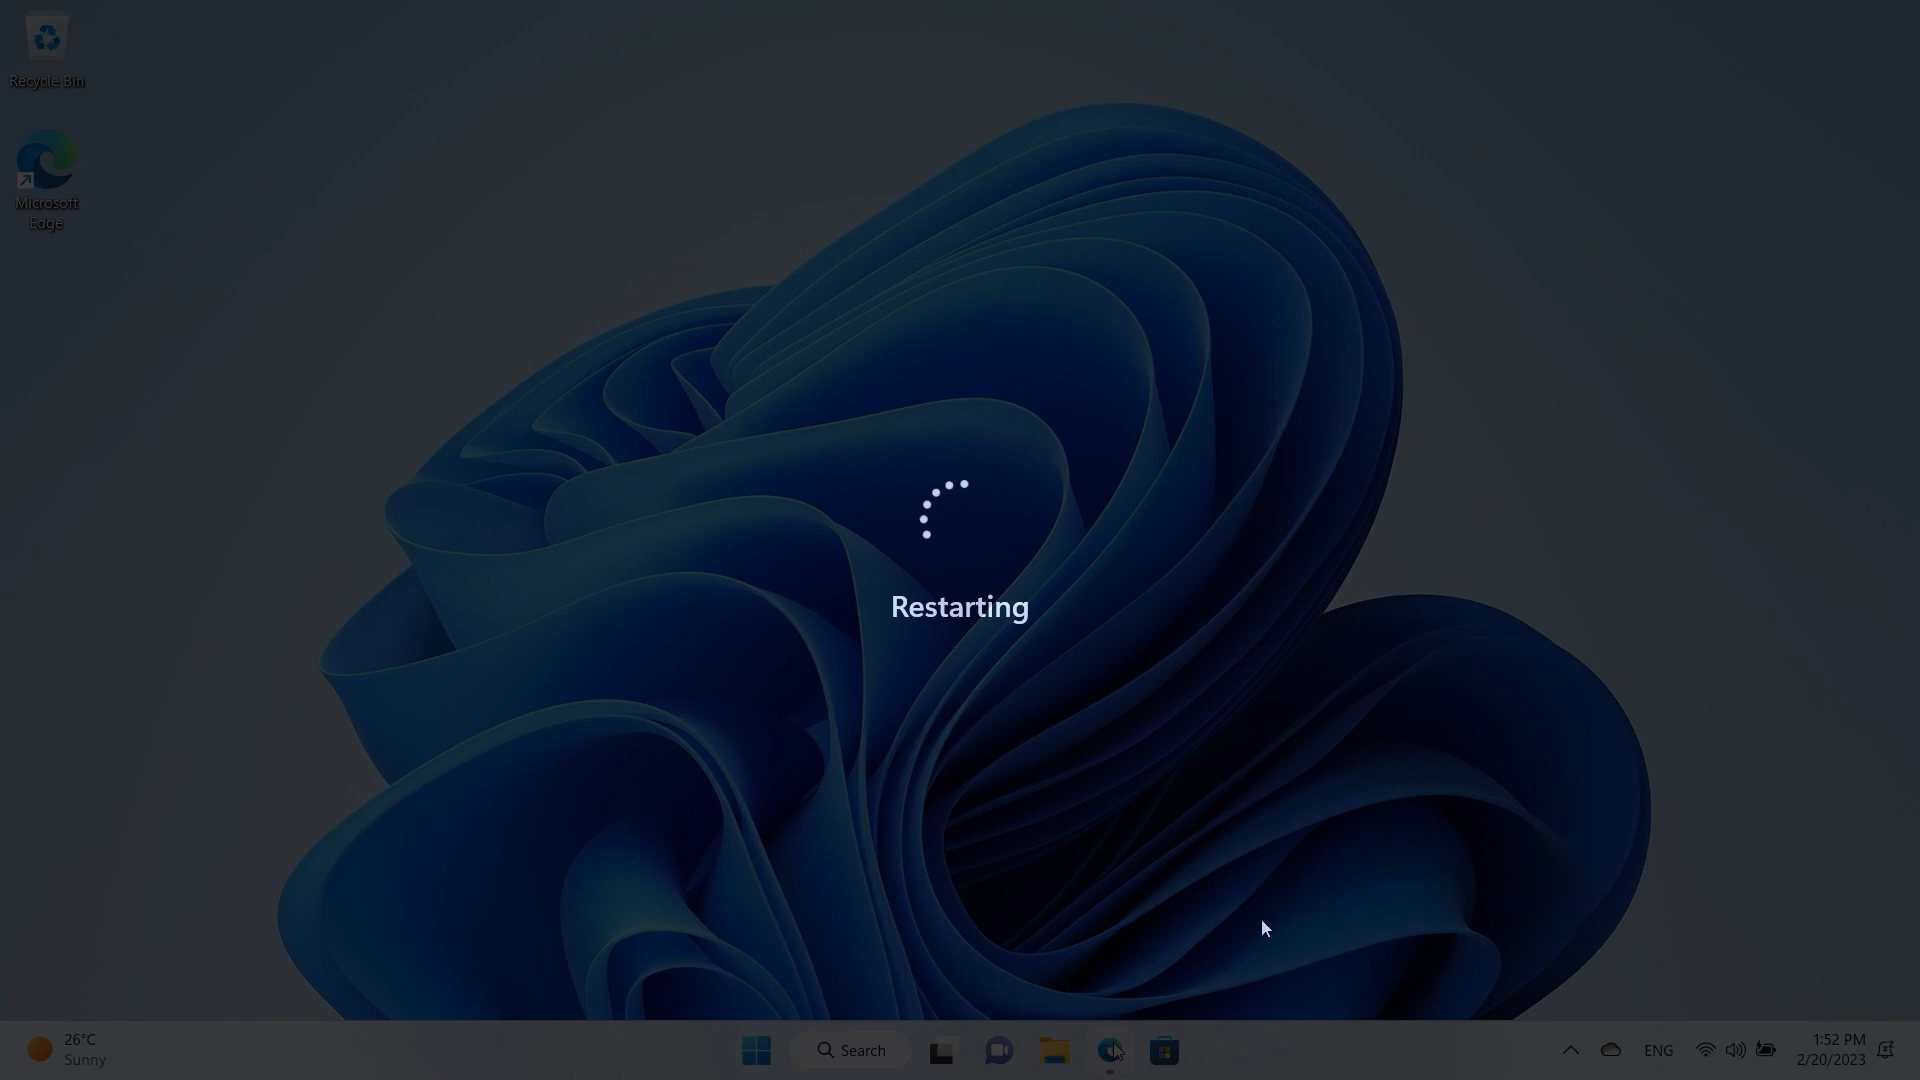 Recycle Bin
Microsoft
Edge
Restarting
26°C
Sunny
Search
ENG
1:52 PM
2/20/2023